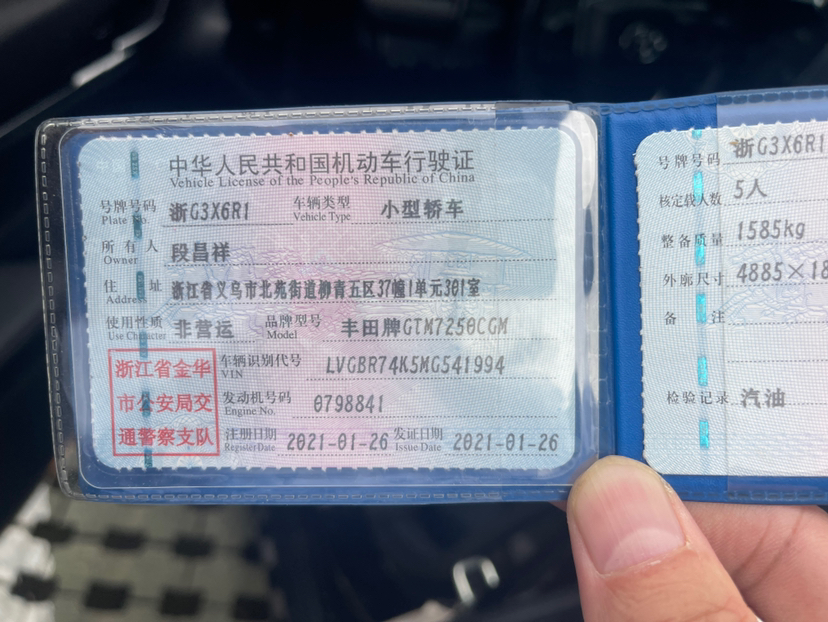 中华人民共和国机动车行驶证
Vehicle License of the People's Republic of China
号牌号码 浙G3X6R1 车辆类型 小型轿车
Plate No. Vehicle Type
所有人 段昌祥
Owner
住址 浙江省义乌市北苑街道柳青五区37幢1单元301室
Address
使用性质 非营运 品牌型号 丰田牌GTM7250CGM
Use Character Model
浙江省金华
市公安局交
通警察支队
车辆识别代号 LVGBR74K5MG541994
VIN
发动机号码 0798841
Engine No.
注册日期 2021-01-26 发证日期 2021-01-26
Register Date Issue Date
号牌号码 浙G3X6R1
核定载人数 5人
整备质量 1585kg
外廓尺寸 4885×18
备注
检验记录 汽油